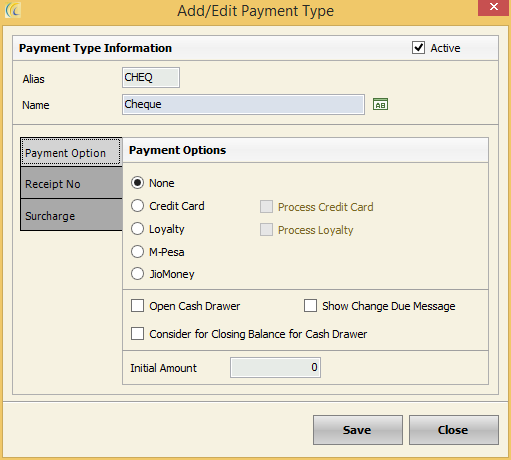 Add/Edit Payment Type
Payment Type Information
Active
Alias
CHEQ
Name
Cheque
AB
Payment Option
Receipt No
Surcharge
Payment Options
None
Credit Card
Process Credit Card
Loyalty
Process Loyalty
M-Pesa
JioMoney
Open Cash Drawer
Show Change Due Message
Consider for Closing Balance for Cash Drawer
Initial Amount
0
Save
Close